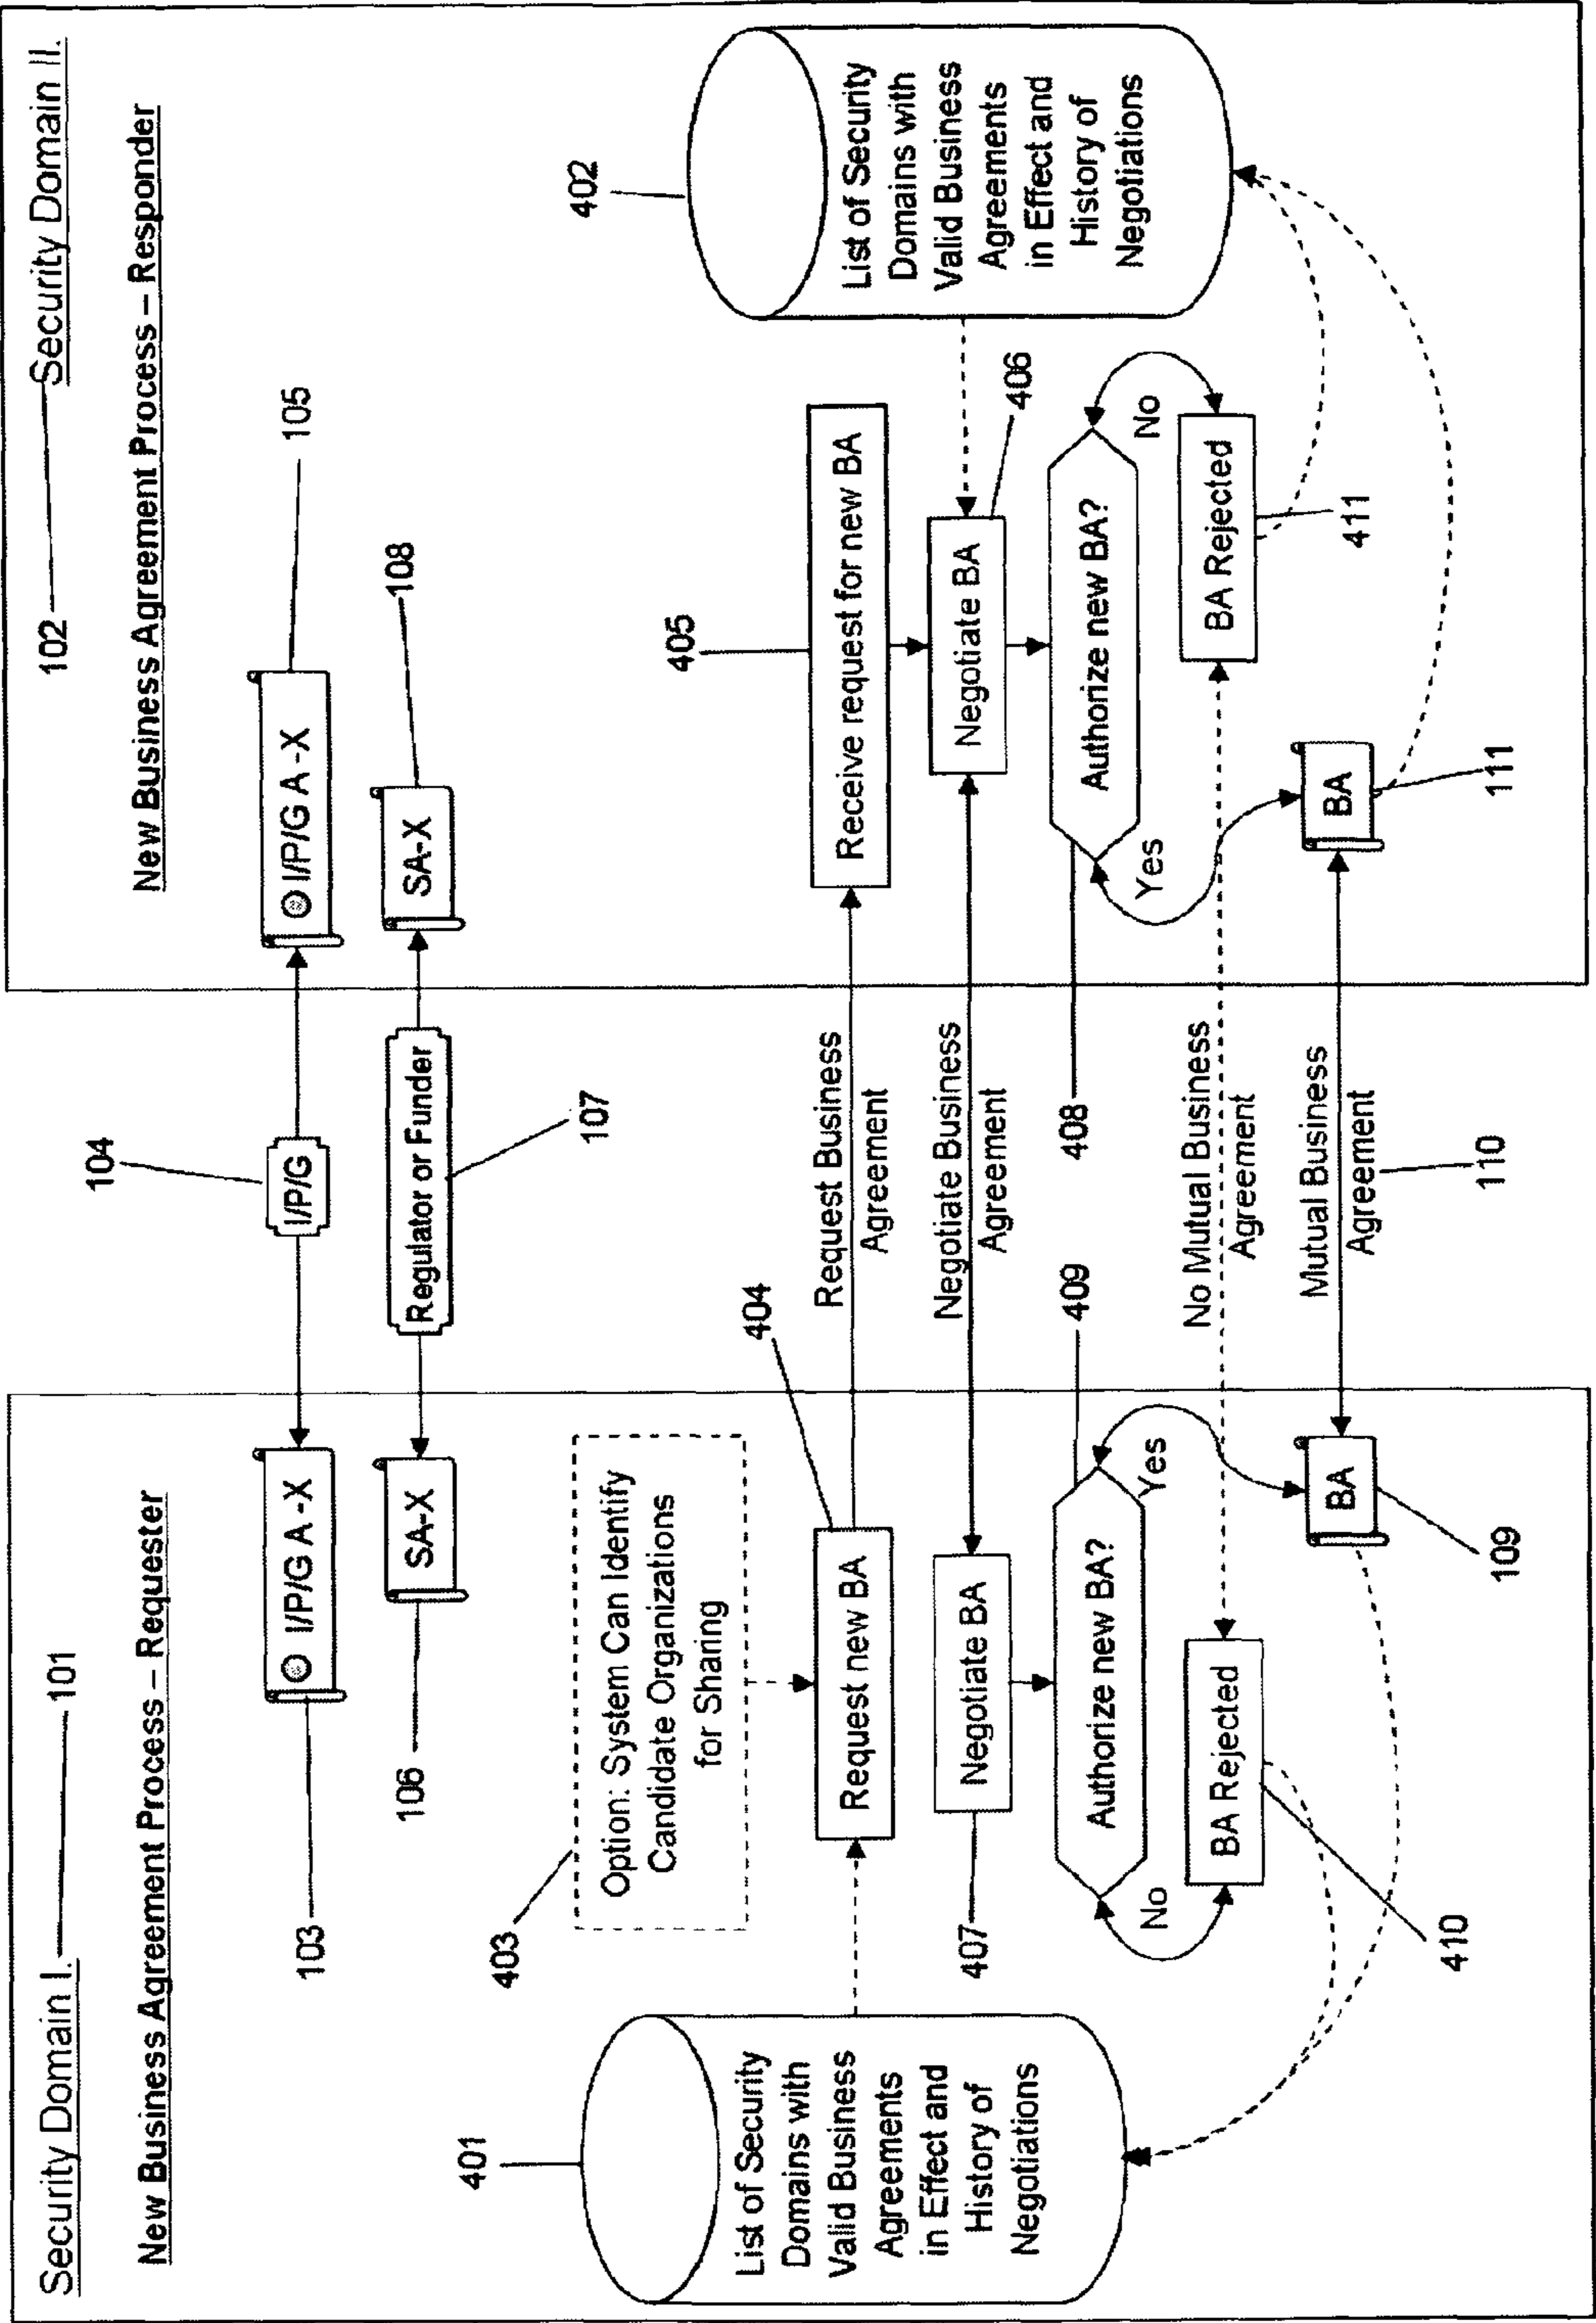 Security Domain I.
101
New Business Agreement Process – Requester
103
I/P/G A -X
106
SA-X
403
Option: System Can Identify
Candidate Organizations
for Sharing
401
List of Security
Domains with
Valid Business
Agreements
in Effect and
History of
Negotiations
404
Request new BA
407
Negotiate BA
409
Authorize new BA?
No
Yes
BA Rejected
410
BA
109
104
I/P/G
Regulator or Funder
107
Request Business
Agreement
Negotiate Business
Agreement
408
No Mutual Business
Agreement
Mutual Business
Agreement
110
102
Security Domain II.
New Business Agreement Process – Responder
105
I/P/G A -X
108
SA-X
405
Receive request for new BA
402
List of Security
Domains with
Valid Business
Agreements
in Effect and
History of
Negotiations
406
Negotiate BA
Authorize new BA?
Yes
No
BA Rejected
411
BA
111